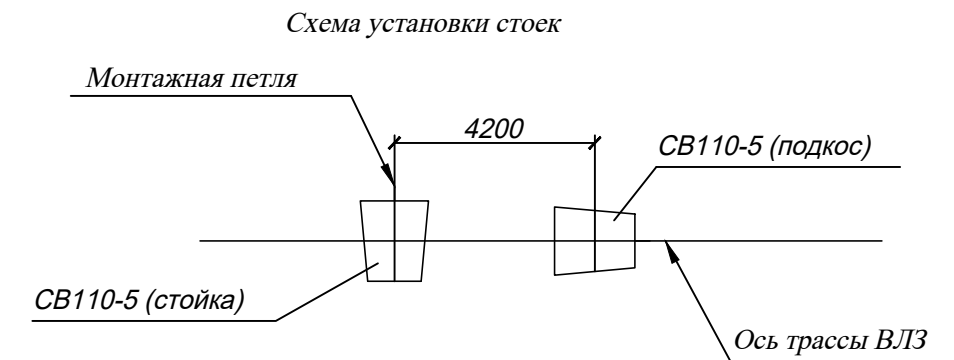 Схема установки стоек
Монтажная петля
4200
СВ110-5 (подкос)
СВ110-5 (стойка)
Ось трассы ВЛЗ